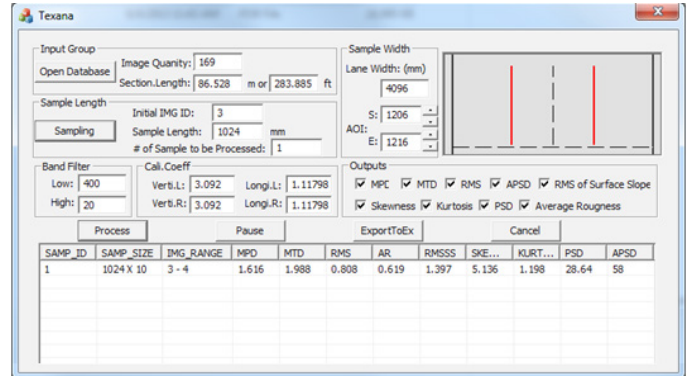 Texana
Input Group
Open Database
Image Quanity: 169
Section.Length: 86.528 m or 283.885 ft
Sample Length
Sampling
Initial IMG ID: 3
Sample Length: 1024 mm
# of Sample to be Processed: 1
Sample Width
Lane Width: (mm)
4096
AOI:
S: 1206
E: 1216
Band Filter
Low: 400
High: 20
Cali.Coeff
Verti.L: 3.092 Longi.L: 1.11798
Verti.R: 3.092 Longi.R: 1.11798
Outputs
MPC MTD RMS APSD RMS of Surface Slope
Skewness Kurtosis PSD Average Rougness
Process Pause ExportToEx Cancel
SAMP_ID SAMP_SIZE IMG_RANGE MPD MTD RMS AR RMSSS SKE... KURT... PSD APSD
1 1024 X 10 3 - 4 1.616 1.988 0.808 0.619 1.397 5.136 1.198 28.64 58